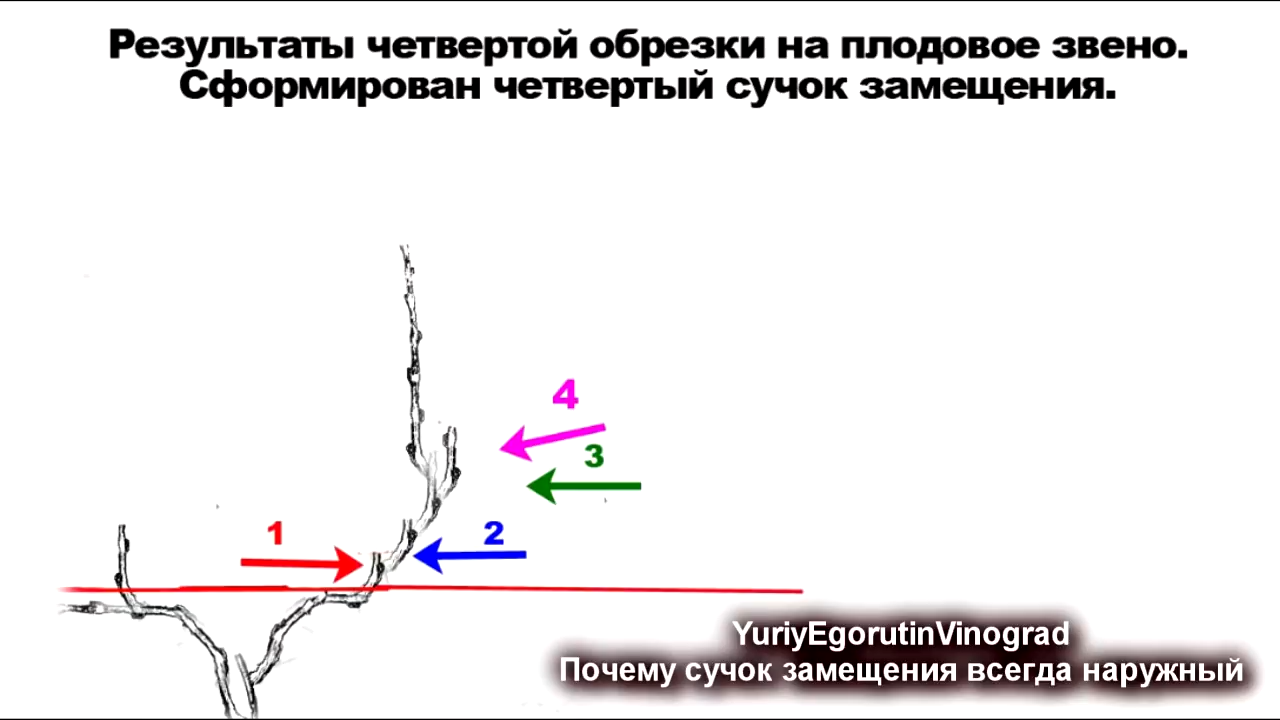 Результаты четвертой обрезки на плодовое звено.
Сформирован четвертый сучок замещения.
4
3
1
2
YuriyEgorutinVinograd
Почему сучок замещения всегда наружный